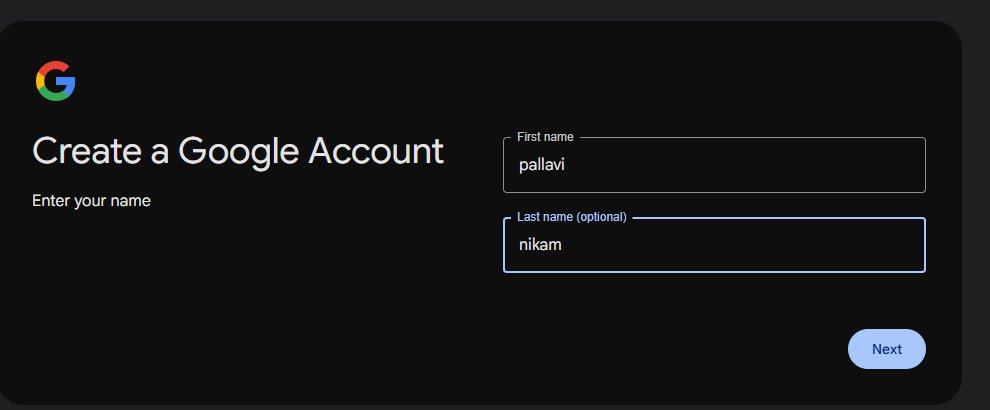 Create a Google Account
Enter your name
First name
pallavi
Last name (optional)
nikam
Next